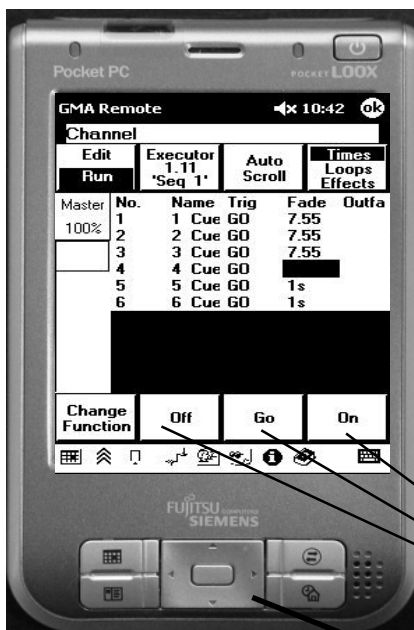 Pocket PC
POCKET LOOX
GMA Remote 10:42 ok
Channel
Edit
Run
Executor
1.11
'Seq 1'
Auto
Scroll
Times
Loops
Effects
Master
100%
No. Name Trig Fade Outfa
1 1 Cue GO 7.55
2 2 Cue GO 7.55
3 3 Cue GO 7.55
4 4 Cue GO
5 5 Cue GO 1s
6 6 Cue GO 1s
Change
Function
Off
Go
On
FUJITSU COMPUTERS
SIEMENS